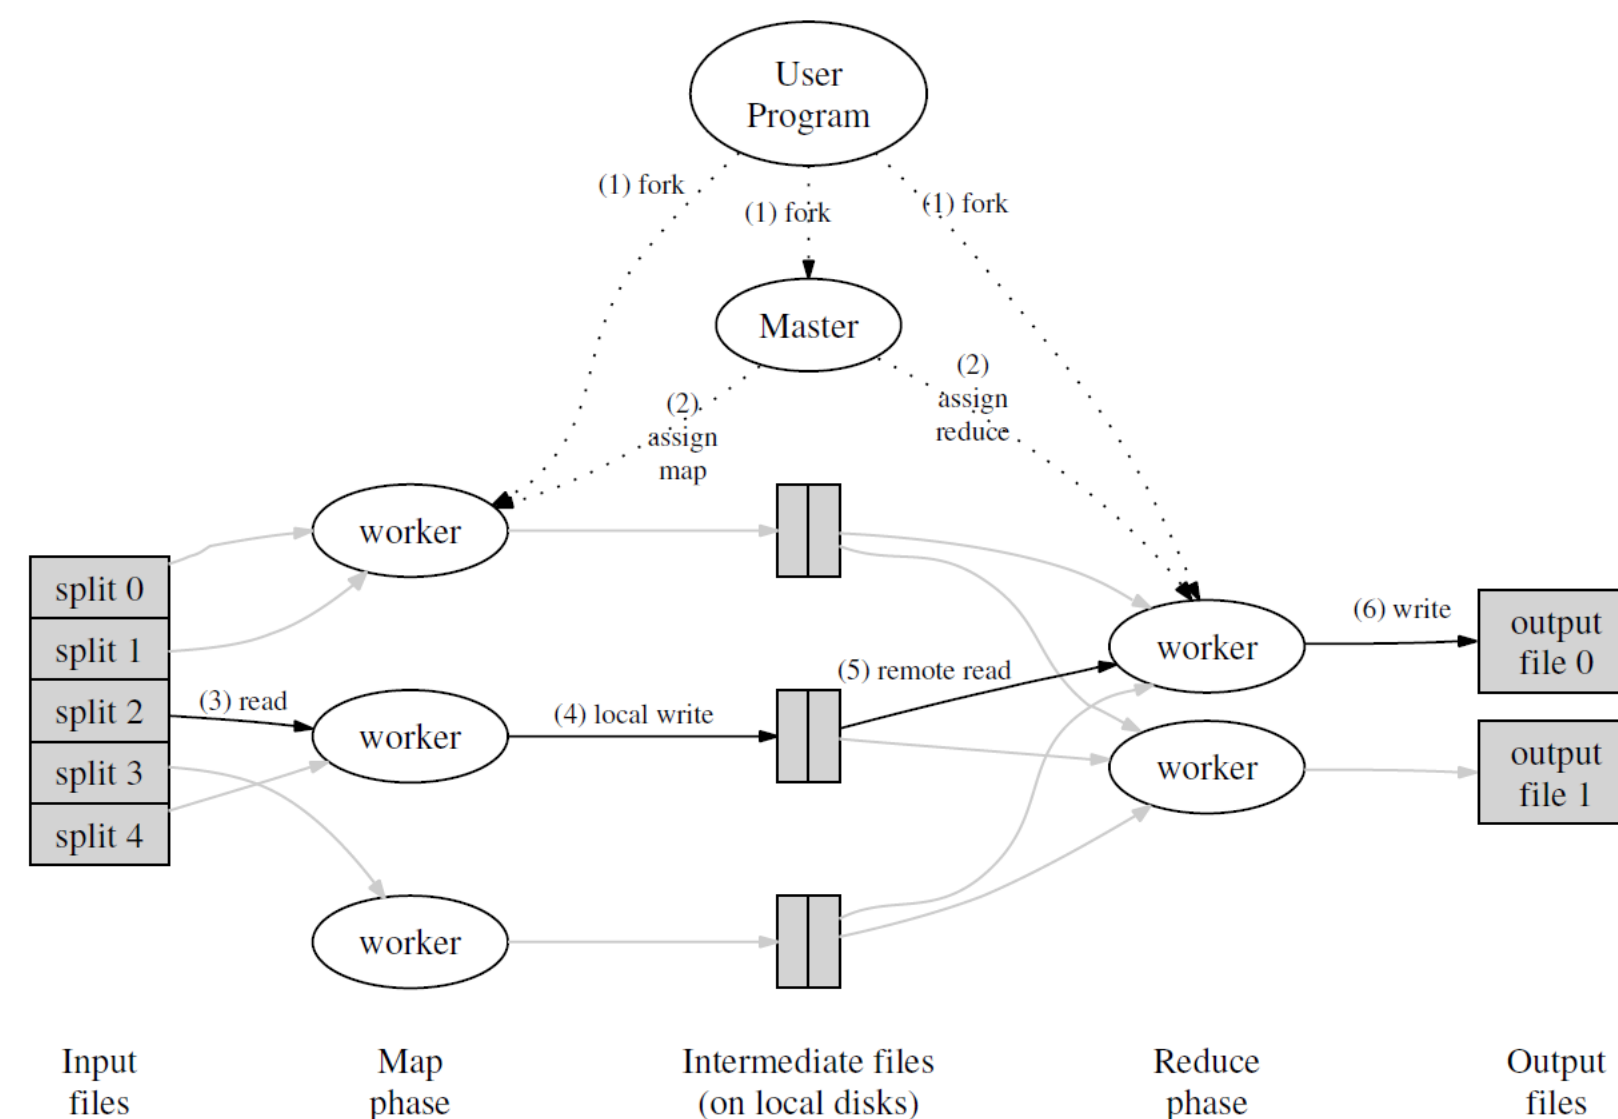 User
Program
(1) fork
(1) fork
(1) fork
Master
(2)
assign
map
(2)
assign
reduce
split 0
split 1
split 2
split 3
split 4
(3) read
worker
worker
worker
(4) local write
(5) remote read
worker
worker
(6) write
output
file 0
output
file 1
Input
files
Map
phase
Intermediate files
(on local disks)
Reduce
phase
Output
files